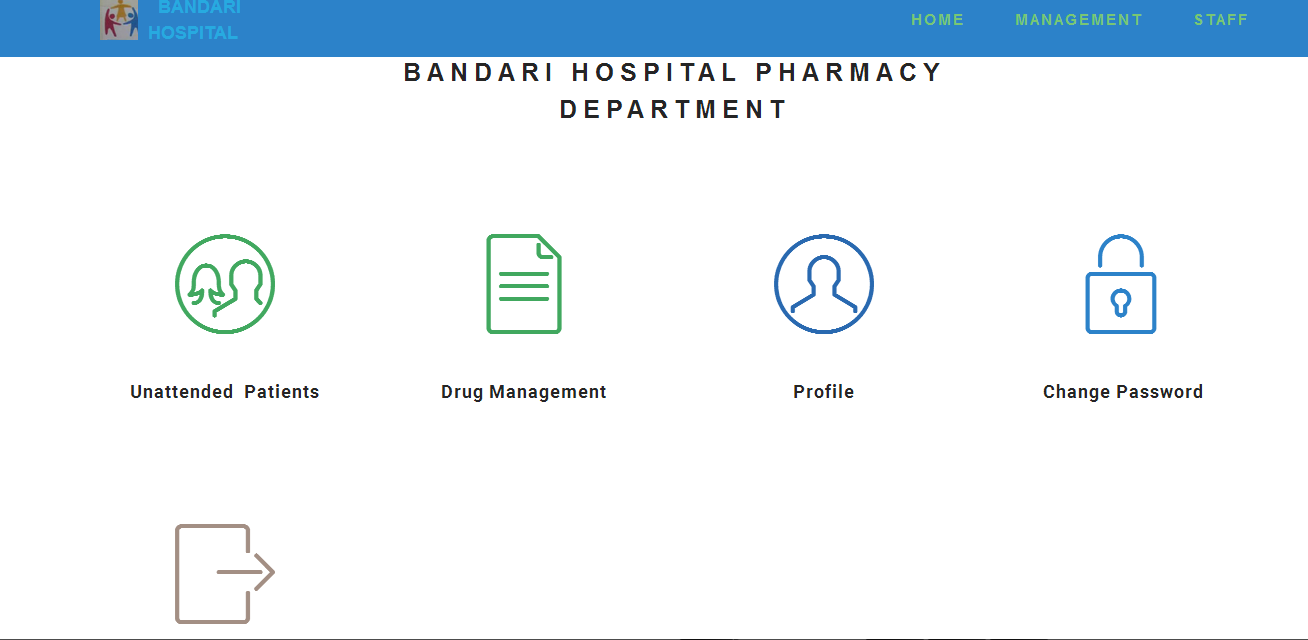 BANDARI
HOSPITAL
HOME MANAGEMENT STAFF
BANDARI HOSPITAL PHARMACY
DEPARTMENT
Unattended Patients
Drug Management
Profile
Change Password